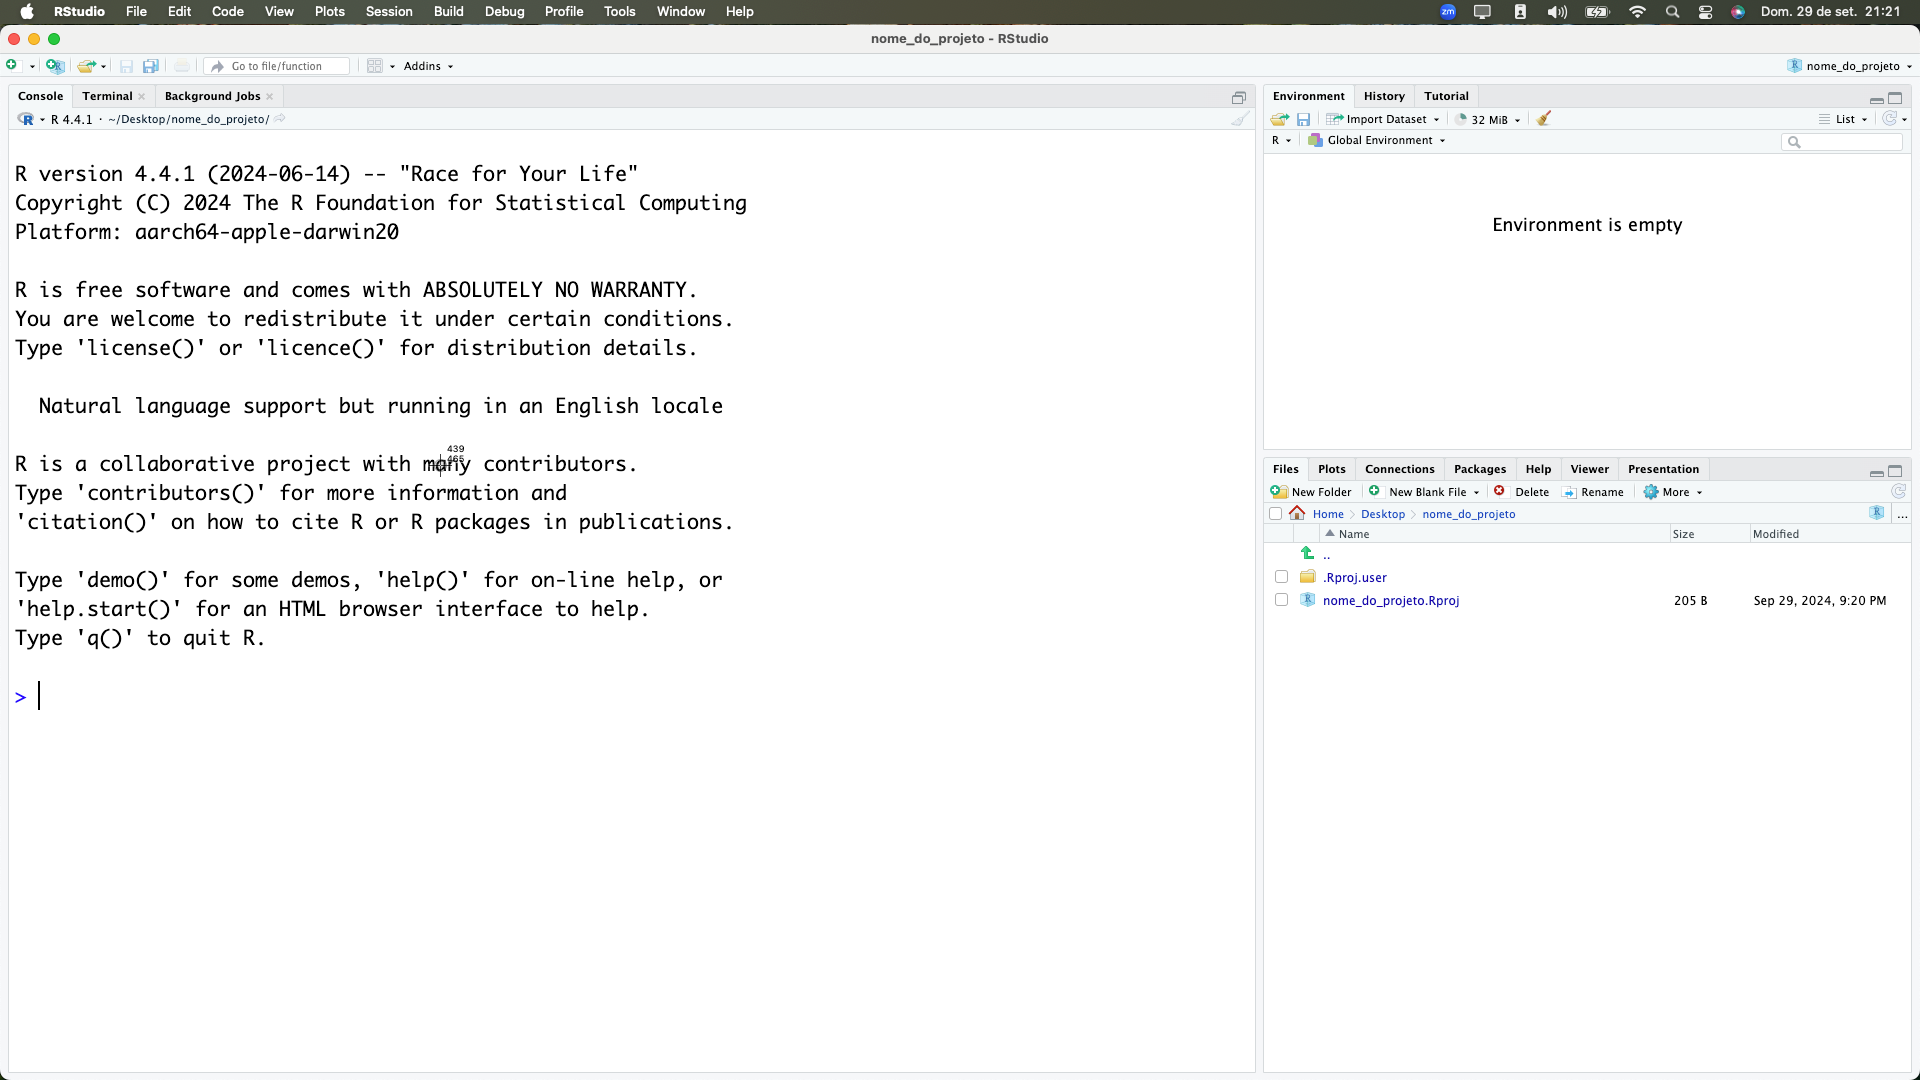 RStudio File Edit Code View Plots Session Build Debug Profile Tools Window Help zm Dom. 29 de set. 21:21
nome_do_projeto - RStudio
Go to file/function Addins nome_do_projeto
Console Terminal Background Jobs
R 4.4.1 · ~/Desktop/nome_do_projeto/
R version 4.4.1 (2024-06-14) -- "Race for Your Life"
Copyright (C) 2024 The R Foundation for Statistical Computing
Platform: aarch64-apple-darwin20
R is free software and comes with ABSOLUTELY NO WARRANTY.
You are welcome to redistribute it under certain conditions.
Type 'license()' or 'licence()' for distribution details.
Natural language support but running in an English locale
439
465
R is a collaborative project with many contributors.
Type 'contributors()' for more information and
'citation()' on how to cite R or R packages in publications.
Type 'demo()' for some demos, 'help()' for on-line help, or
'help.start()' for an HTML browser interface to help.
Type 'q()' to quit R.
>
Environment History Tutorial
Import Dataset 32 MiB List
R Global Environment
Environment is empty
Files Plots Connections Packages Help Viewer Presentation
New Folder New Blank File Delete Rename More
Home Desktop nome_do_projeto ...
Name Size Modified
..
.Rproj.user
nome_do_projeto.Rproj 205 B Sep 29, 2024, 9:20 PM